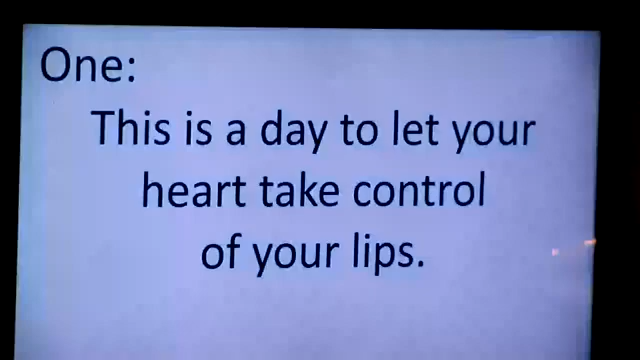 One:
This is a day to let your
heart take control
of your lips.